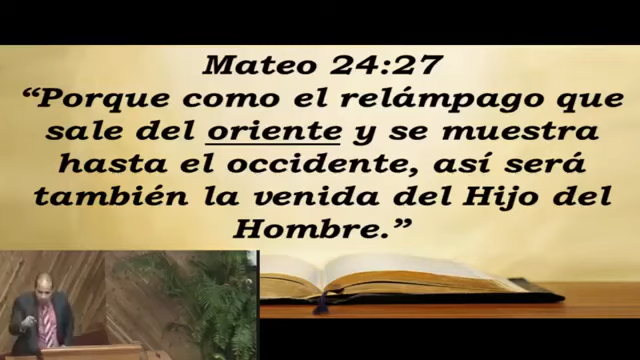 Mateo 24:27
“Porque como el relámpago que
sale del oriente y se muestra
hasta el occidente, así será
también la venida del Hijo del
Hombre.”